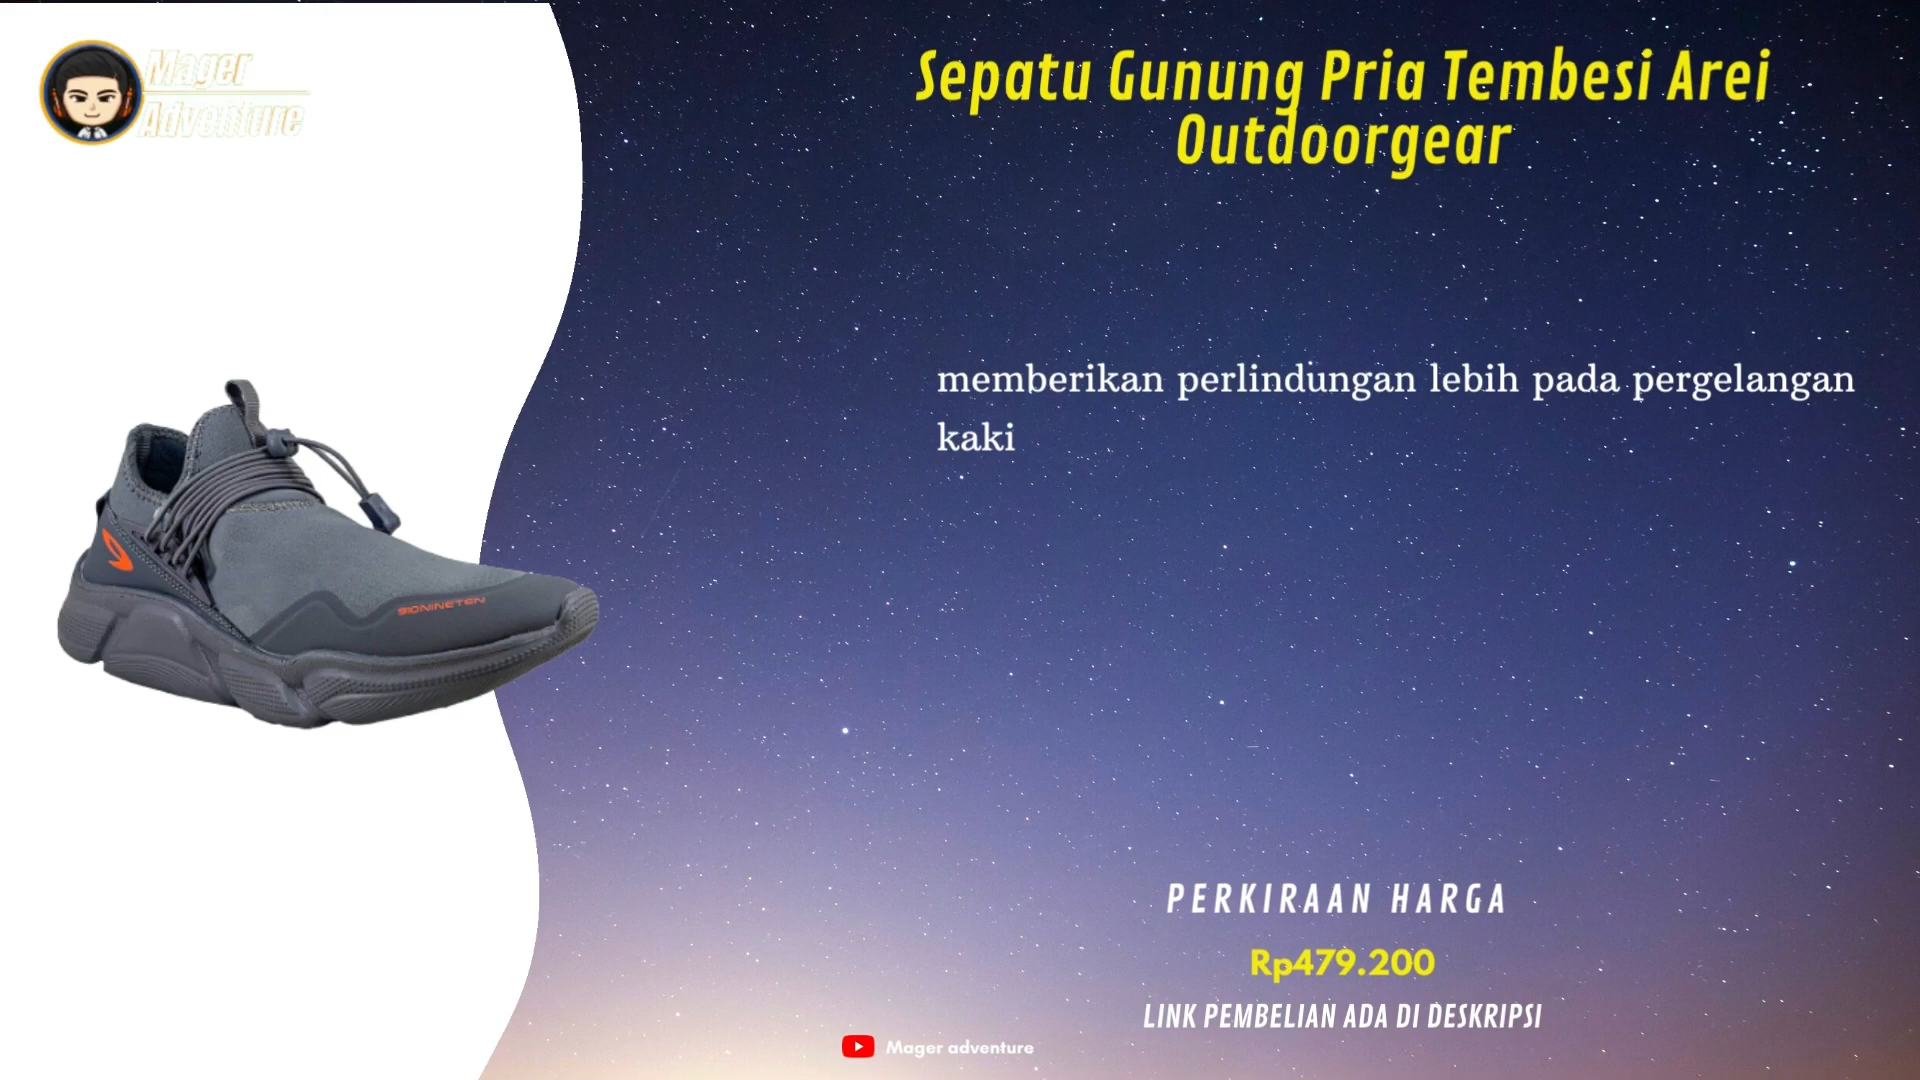 Mager
Adventure
Sepatu Gunung Pria Tembesi Arei
Outdoorgear
memberikan perlindungan lebih pada pergelangan
kaki
910NINETEN
PERKIRAAN HARGA
Rp479.200
LINK PEMBELIAN ADA DI DESKRIPSI
Mager adventure